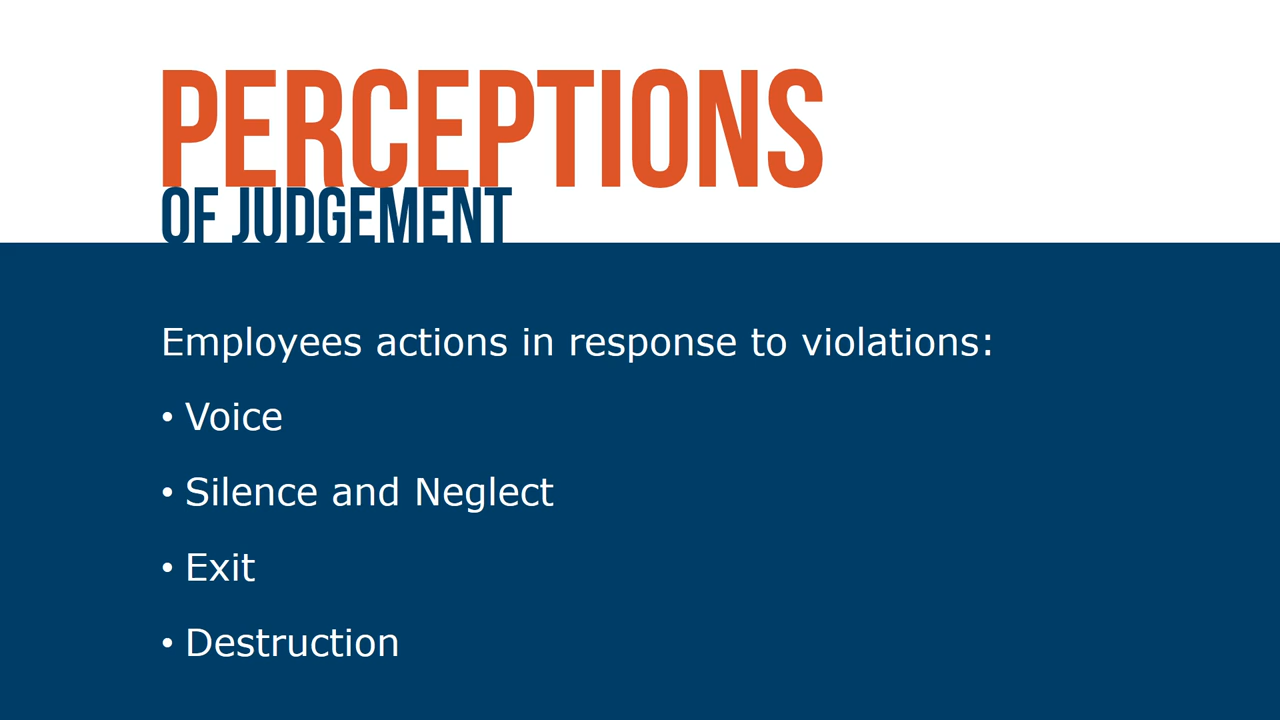 PERCEPTIONS
OF JUDGEMENT
Employees actions in response to violations:
• Voice
• Silence and Neglect
• Exit
• Destruction